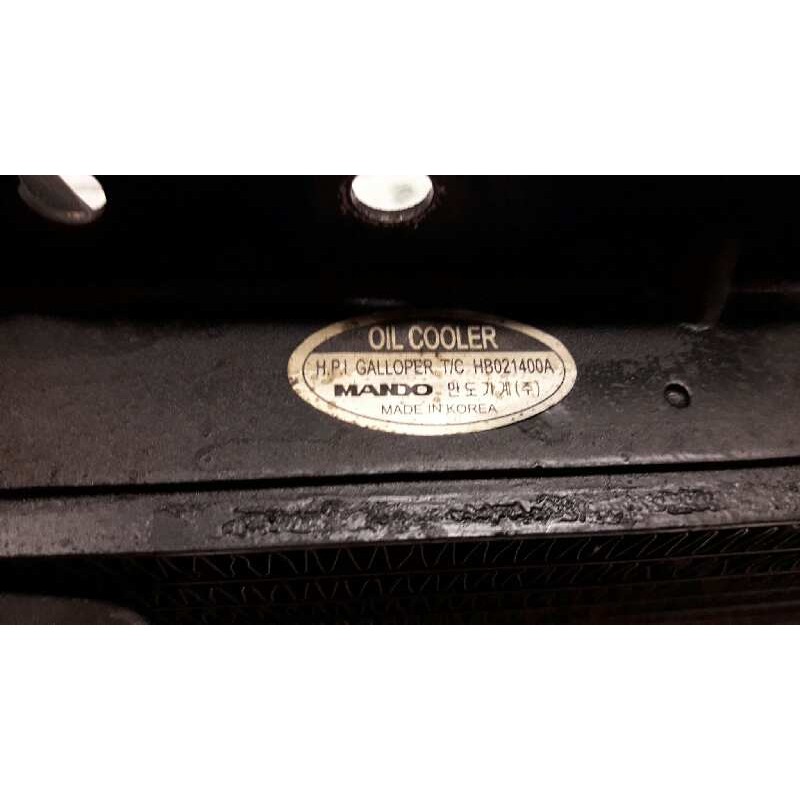 OIL COOLER
H.P.I GALLOPER T/C HB021400A
MANDO 만도기계(주)
MADE IN KOREA